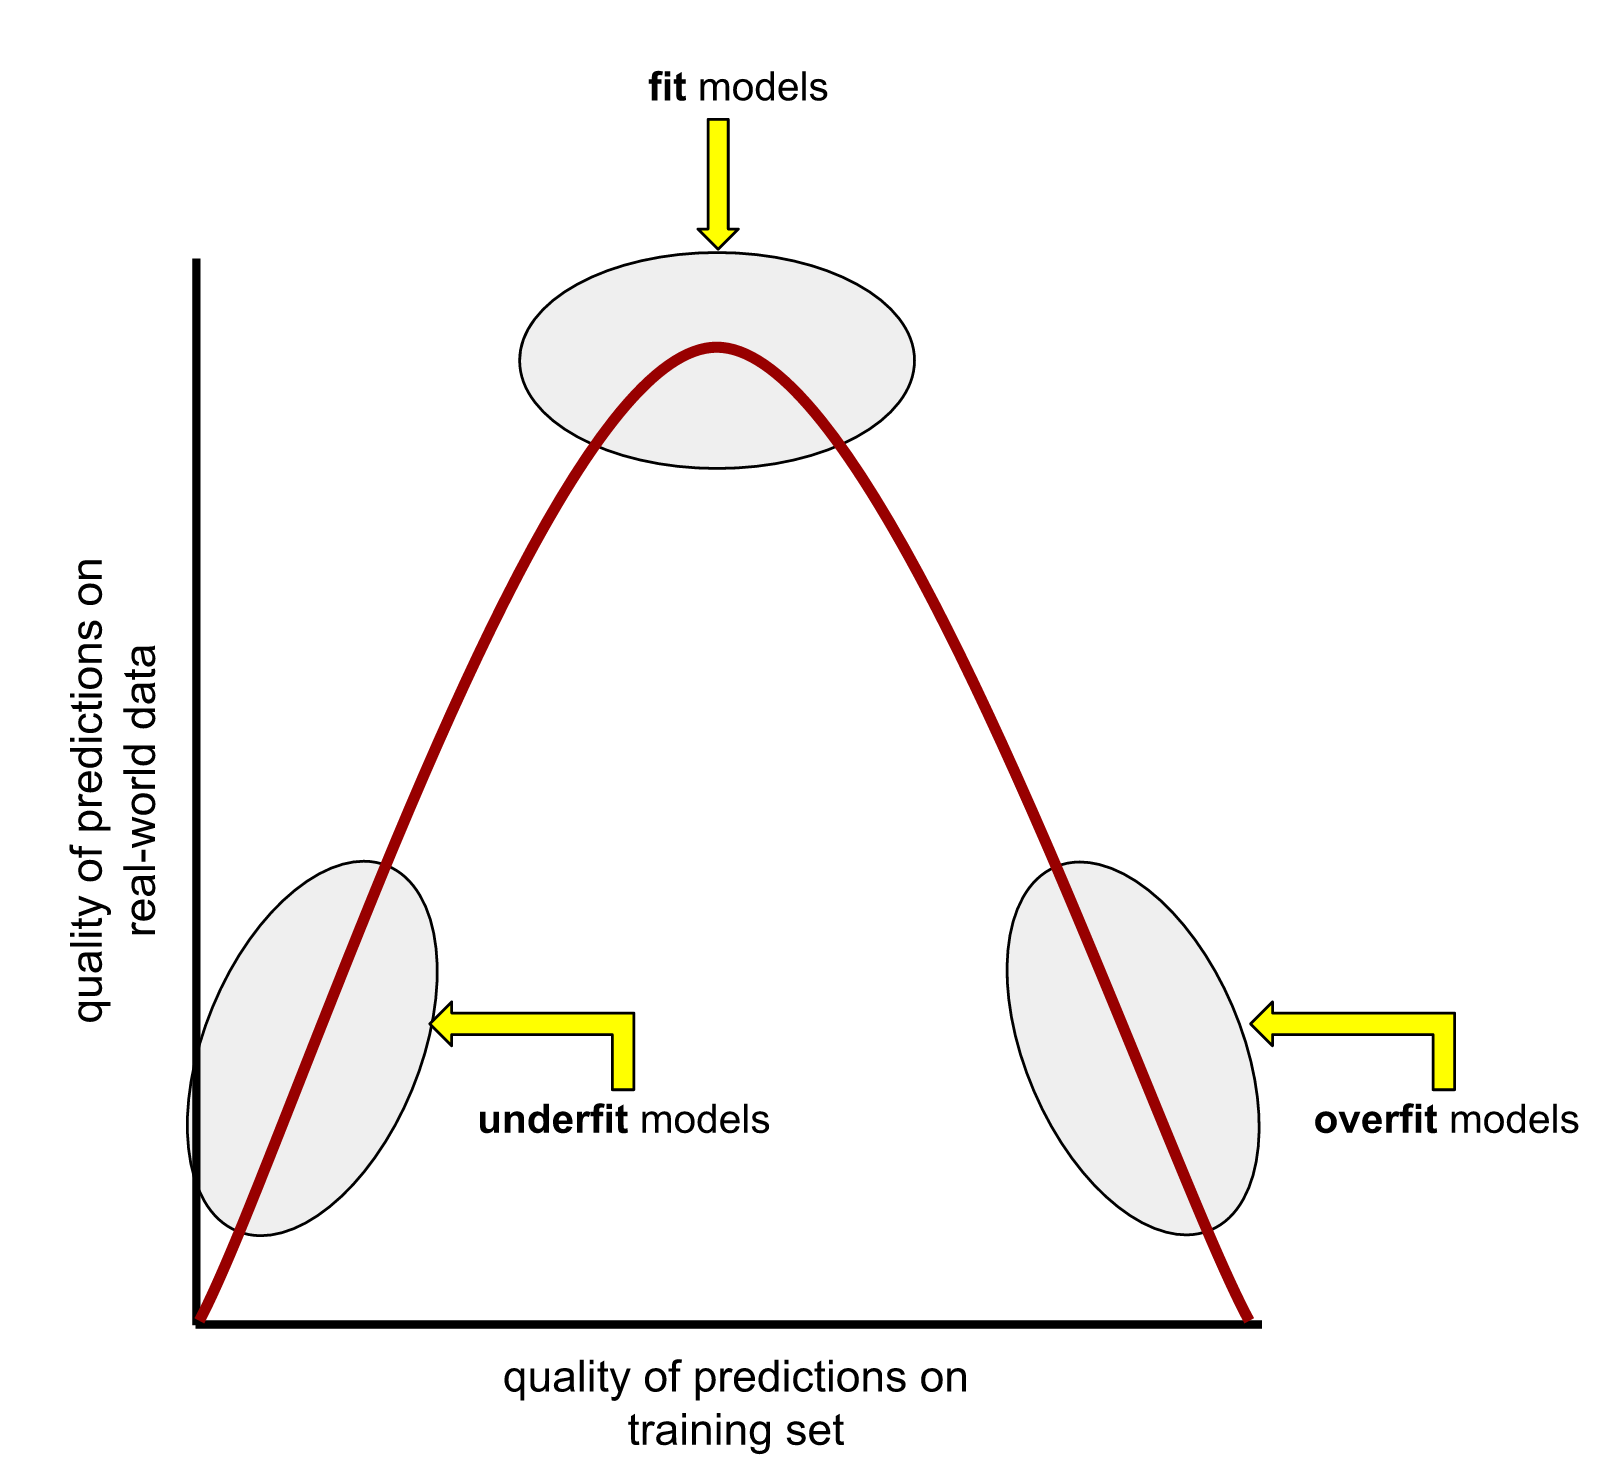 fit models
quality of predictions on
real-world data
underfit models
overfit models
quality of predictions on
training set